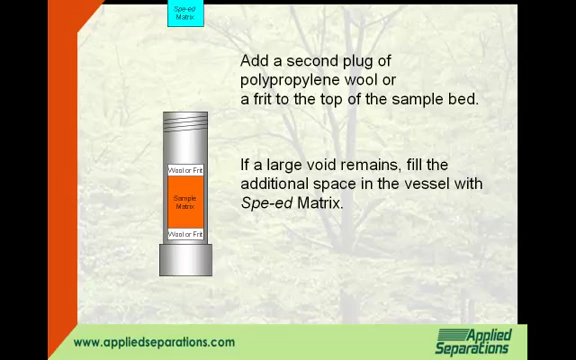 Spe-ed
Matrix
Add a second plug of
polypropylene wool or
a frit to the top of the sample bed.
Wool or Frit
If a large void remains, fill the
additional space in the vessel with
Spe-ed Matrix.
Sample
Matrix
Wool or Frit
www.appliedseparations.com
Applied
Separations